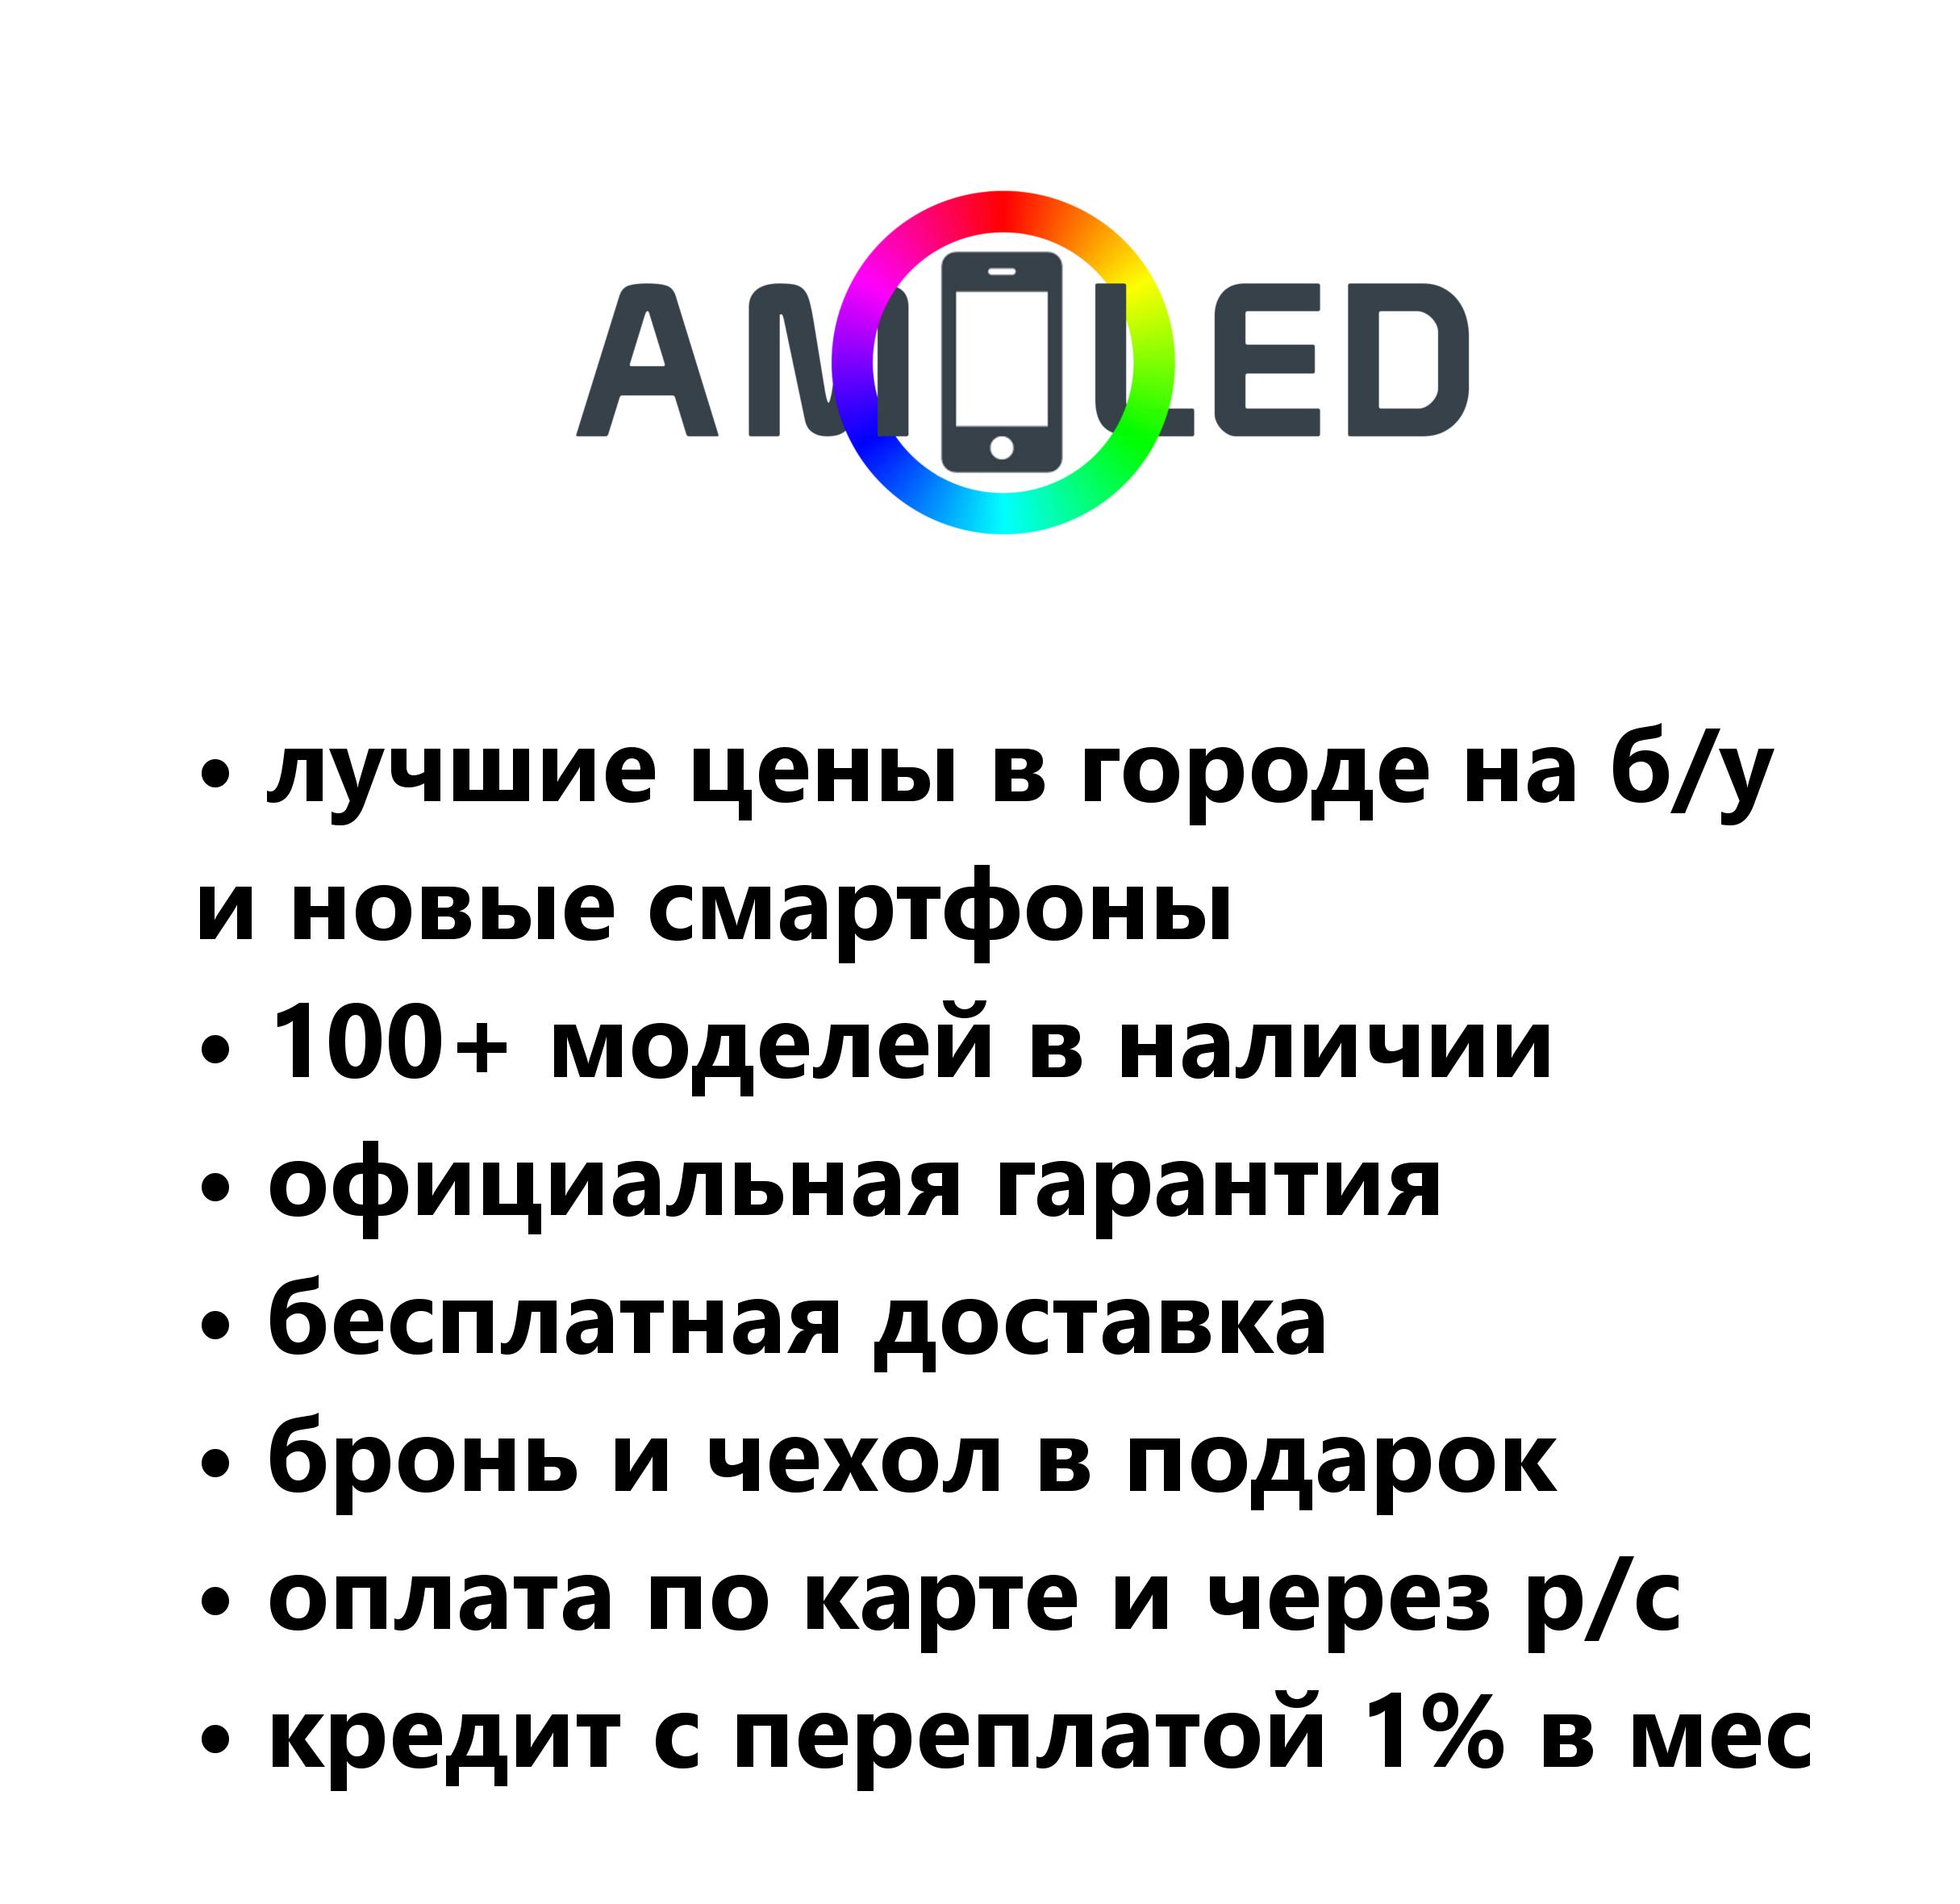 AMOLED
• лучшие цены в городе на б/у
и новые смартфоны
• 100+ моделей в наличии
• официальная гарантия
• бесплатная доставка
• бронь и чехол в подарок
• оплата по карте и через р/с
• кредит с переплатой 1% в мес